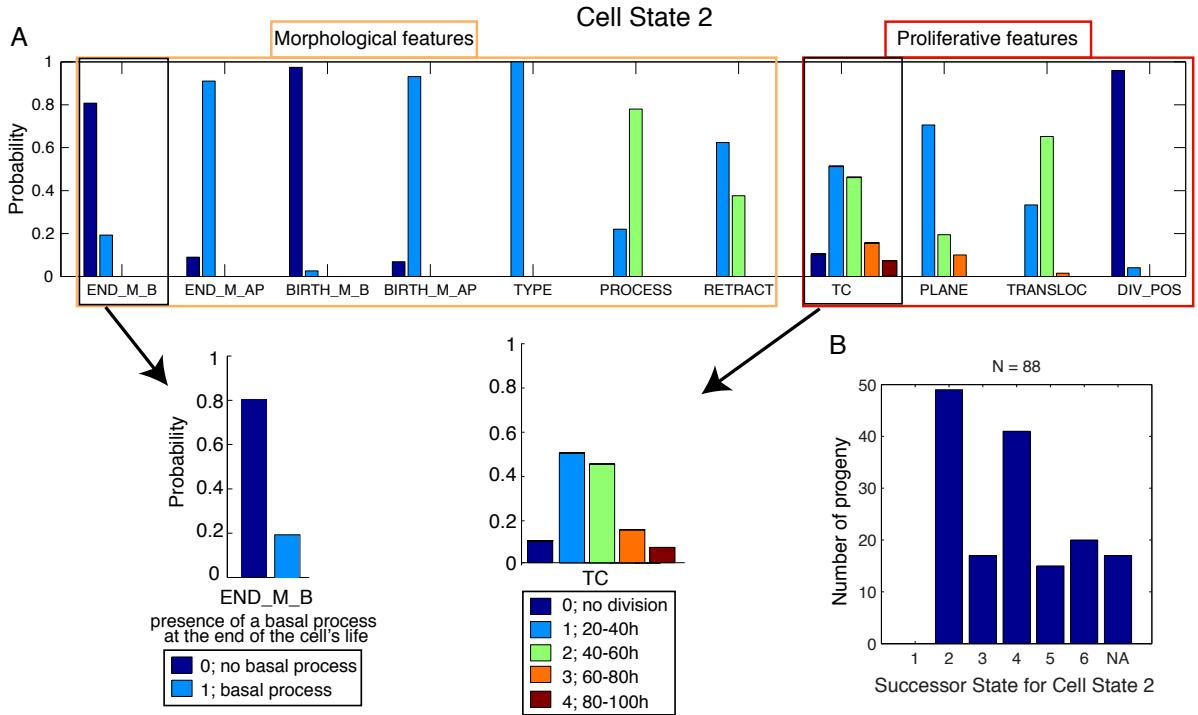 Cell State 2
A
Morphological features
Proliferative features
Probability
1
0.8
0.6
0.4
0.2
0
END_M_B
END_M_AP
BIRTH_M_B
BIRTH_M_AP
TYPE
PROCESS
RETRACT
TC
PLANE
TRANSLOC
DIV_POS
Probability
1
0.8
0.6
0.4
0.2
0
END_M_B
presence of a basal process
at the end of the cell's life
0; no basal process
1; basal process
1
0.8
0.6
0.4
0.2
0
TC
0; no division
1; 20-40h
2; 40-60h
3; 60-80h
4; 80-100h
B
N = 88
Number of progeny
50
40
30
20
10
0
1 2 3 4 5 6 NA
Successor State for Cell State 2